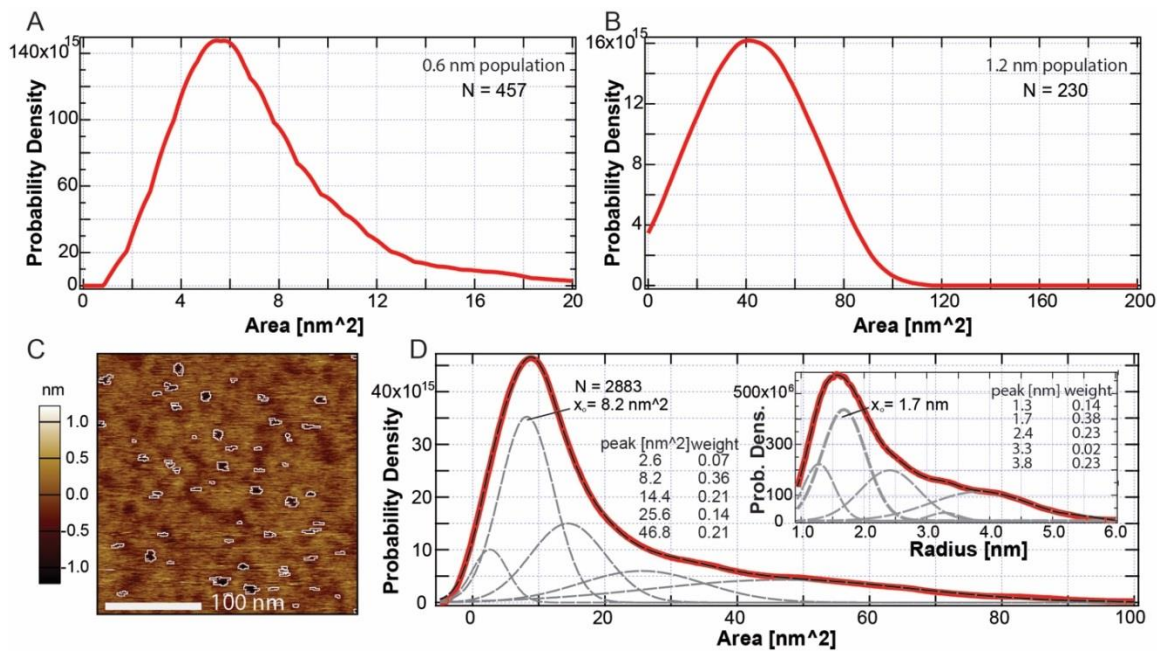 A
140x10^15
100
60
20
0
Probability Density
0.6 nm population
N = 457
0 4 8 12 16 20
Area [nm^2]
B
16x10^15
12
8
4
0
Probability Density
1.2 nm population
N = 230
0 40 80 120 160 200
Area [nm^2]
C
nm
1.0
0.5
0.0
-0.5
-1.0
100 nm
D
40x10^15
30
20
10
0
Probability Density
N = 2883
x₀= 8.2 nm^2
peak [nm^2] weight
2.6 0.07
8.2 0.36
14.4 0.21
25.6 0.14
46.8 0.21
0 20 40 60 80 100
Area [nm^2]
500x10^6
300
100
0
Prob. Dens.
x₀= 1.7 nm
peak [nm] weight
1.3 0.14
1.7 0.38
2.4 0.23
3.3 0.02
3.8 0.23
1.0 2.0 3.0 4.0 5.0 6.0
Radius [nm]